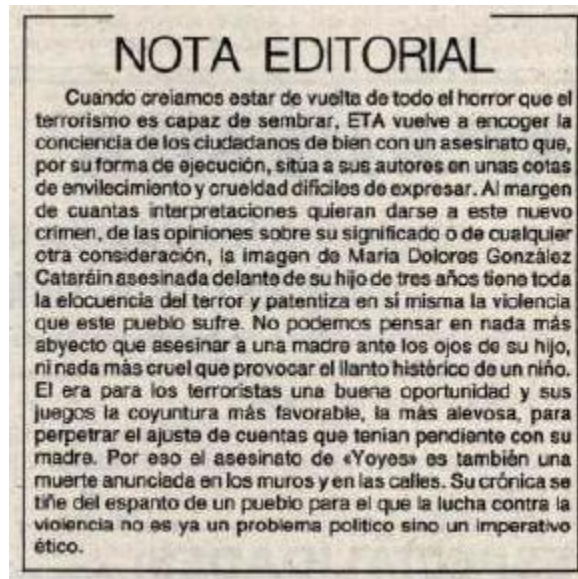 NOTA EDITORIAL
Cuando creíamos estar de vuelta de todo el horror que el
terrorismo es capaz de sembrar, ETA vuelve a encoger la
conciencia de los ciudadanos de bien con un asesinato que,
por su forma de ejecución, sitúa a sus autores en unas cotas
de envilecimiento y crueldad difíciles de expresar. Al margen
de cuantas interpretaciones quieran darse a este nuevo
crimen, de las opiniones sobre su significado o de cualquier
otra consideración, la imagen de María Dolores González
Cataráin asesinada delante de su hijo de tres años tiene toda
la elocuencia del terror y patentiza en sí misma la violencia
que este pueblo sufre. No podemos pensar en nada más
abyecto que asesinar a una madre ante los ojos de su hijo,
ni nada más cruel que provocar el llanto histérico de un niño.
El era para los terroristas una buena oportunidad y sus
juegos la coyuntura más favorable, la más alevosa, para
perpetrar el ajuste de cuentas que tenían pendiente con su
madre. Por eso el asesinato de «Yoyes» es también una
muerte anunciada en los muros y en las calles. Su crónica se
tiñe del espanto de un pueblo para el que la lucha contra la
violencia no es ya un problema político sino un imperativo
ético.